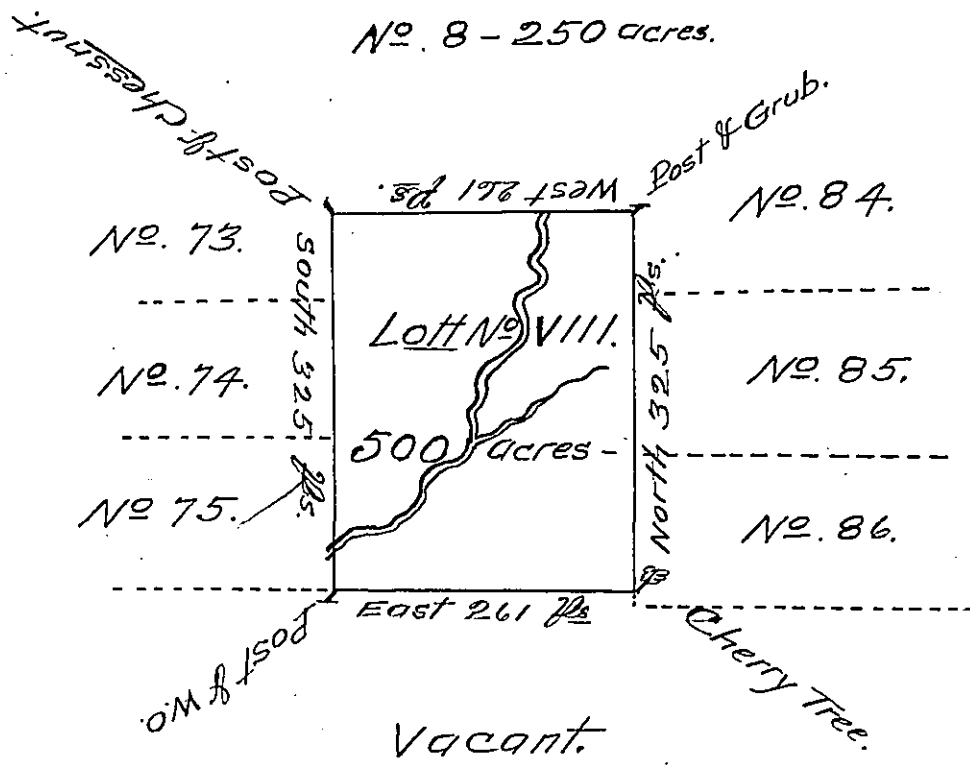 Nº. 8 - 250 acres.
Post & Chessnut.
Post & Grub.
West 261 ps.
Nº. 73.
Nº. 84.
South 325 ps.
North 325 ps.
Lott Nº VIII.
Nº. 74.
Nº. 85.
500 acres -
Nº 75.
Nº. 86.
East 261 ps
Post & W.O.
Cherry Tree.
Vacant.